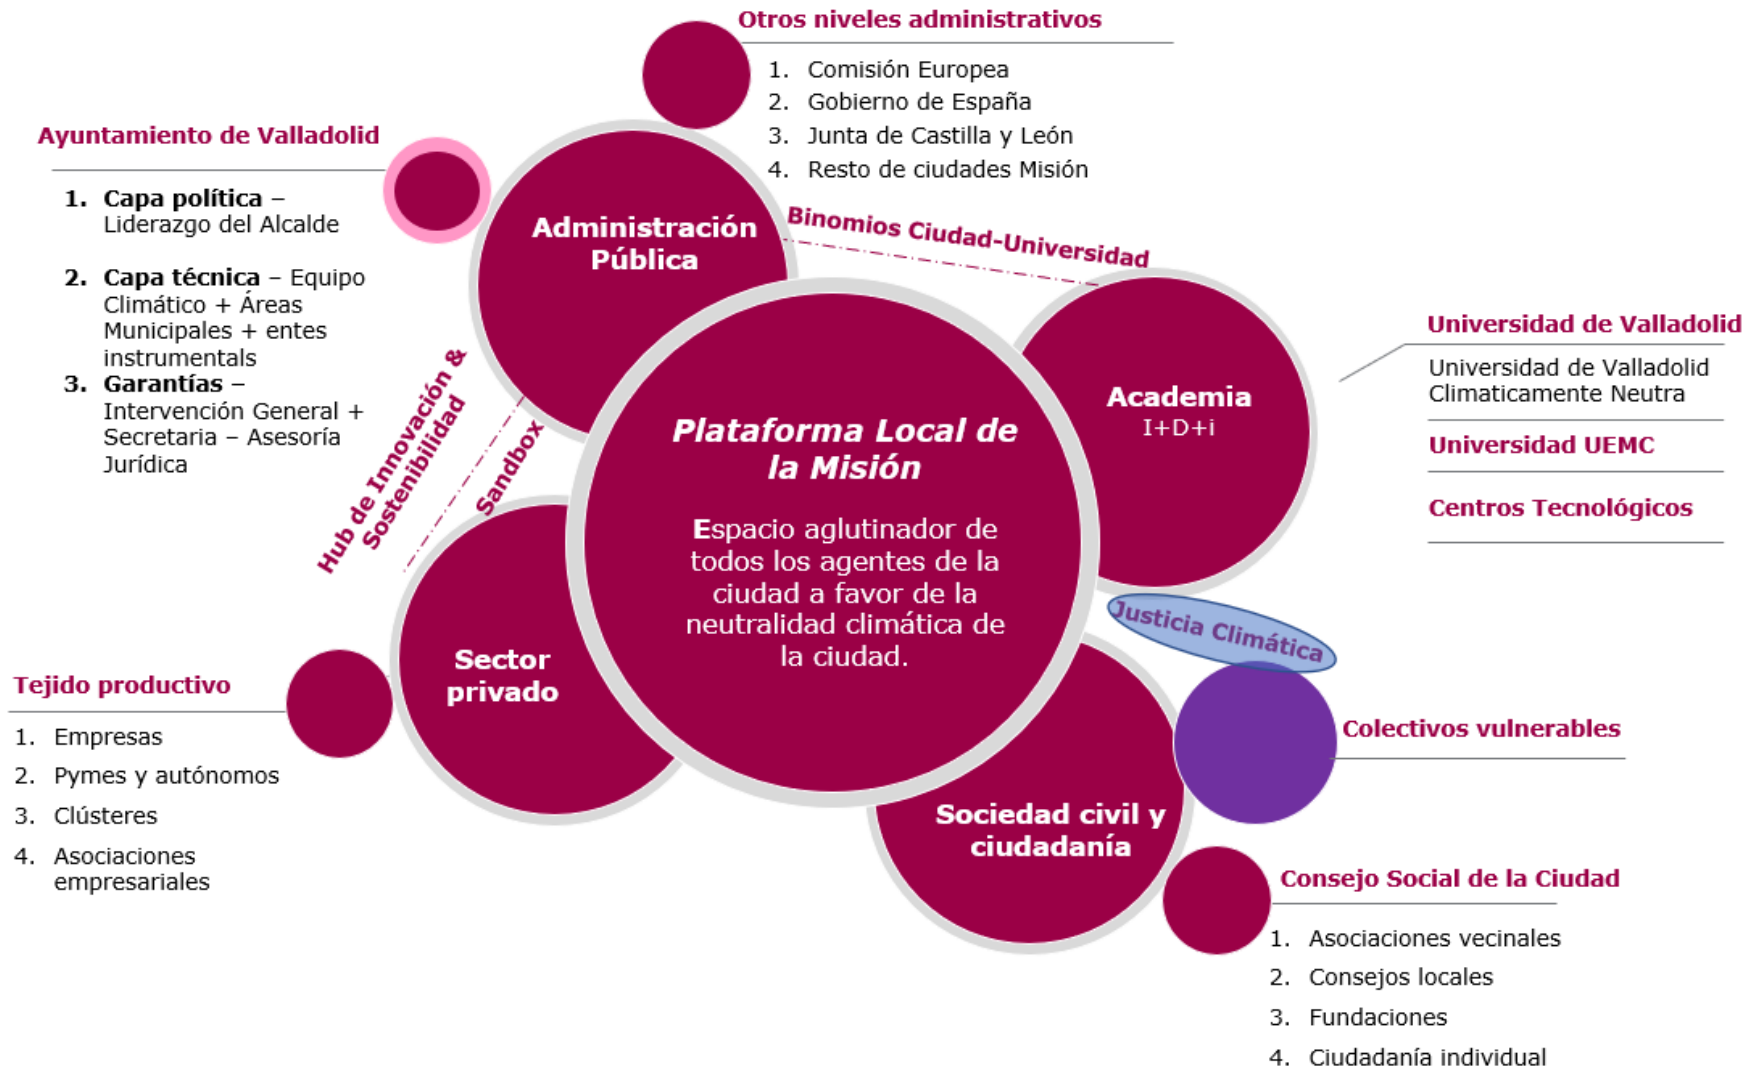 Otros niveles administrativos
1. Comisión Europea
2. Gobierno de España
3. Junta de Castilla y León
4. Resto de ciudades Misión
Ayuntamiento de Valladolid
1. Capa política –
Liderazgo del Alcalde
2. Capa técnica – Equipo
Climático + Áreas
Municipales + entes
instrumentals
3. Garantías –
Intervención General +
Secretaria – Asesoría
Jurídica
Administración
Pública
Binomios Ciudad-Universidad
Hub de Innovación &
Sostenibilidad
Sandbox
Plataforma Local de
la Misión
Espacio aglutinador de
todos los agentes de la
ciudad a favor de la
neutralidad climática de
la ciudad.
Academia
I+D+i
Universidad de Valladolid
Universidad de Valladolid
Climaticamente Neutra
Universidad UEMC
Centros Tecnológicos
Justicia Climática
Sector
privado
Tejido productivo
1. Empresas
2. Pymes y autónomos
3. Clústeres
4. Asociaciones
empresariales
Colectivos vulnerables
Sociedad civil y
ciudadanía
Consejo Social de la Ciudad
1. Asociaciones vecinales
2. Consejos locales
3. Fundaciones
4. Ciudadanía individual